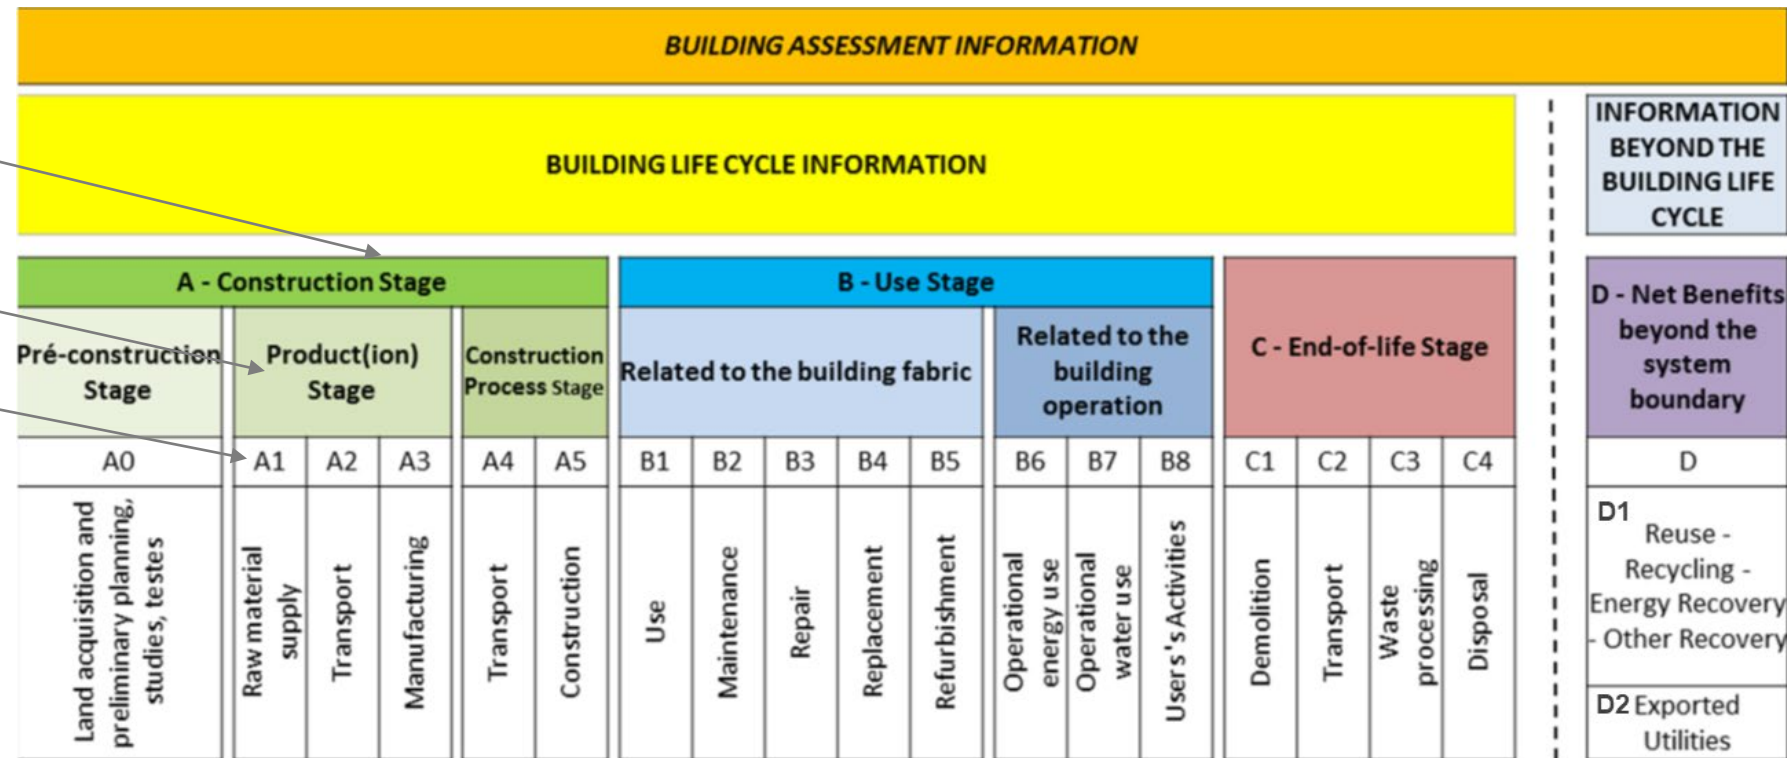 BUILDING ASSESSMENT INFORMATION
BUILDING LIFE CYCLE INFORMATION
INFORMATION
BEYOND THE
BUILDING LIFE
CYCLE
A - Construction Stage
B - Use Stage
C - End-of-life Stage
D - Net Benefits
beyond the
system
boundary
Pré-construction
Stage
Product(ion)
Stage
Construction
Process Stage
Related to the building fabric
Related to the
building
operation
A0
A1
A2
A3
A4
A5
B1
B2
B3
B4
B5
B6
B7
B8
C1
C2
C3
C4
D
Land acquisition and
preliminary planning,
studies, testes
Raw material
supply
Transport
Manufacturing
Transport
Construction
Use
Maintenance
Repair
Replacement
Refurbishment
Operational
energy use
Operational
water use
Users's Activities
Demolition
Transport
Waste
processing
Disposal
D1
Reuse -
Recycling -
Energy Recovery
- Other Recovery
D2 Exported
Utilities